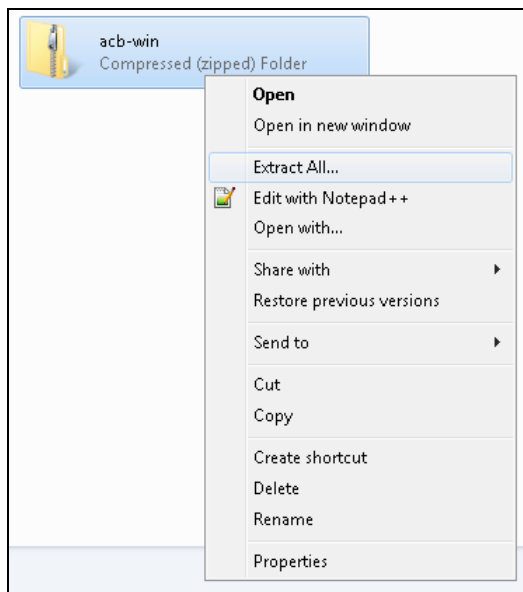 acb-win
Compressed (zipped) Folder
Open
Open in new window
Extract All...
Edit with Notepad++
Open with...
Share with
Restore previous versions
Send to
Cut
Copy
Create shortcut
Delete
Rename
Properties